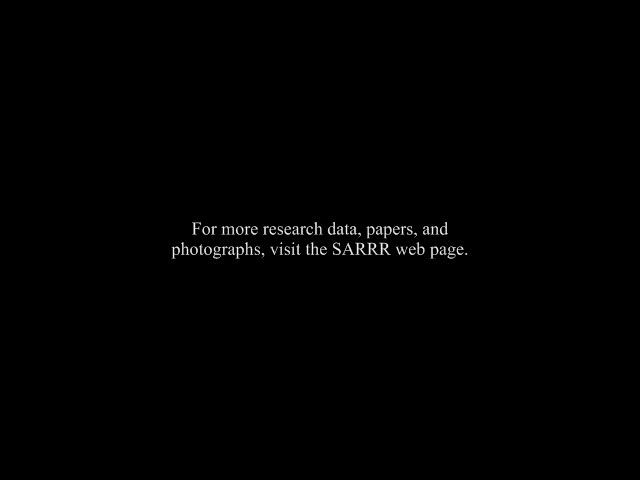 For more research data, papers, and
photographs, visit the SARRR web page.